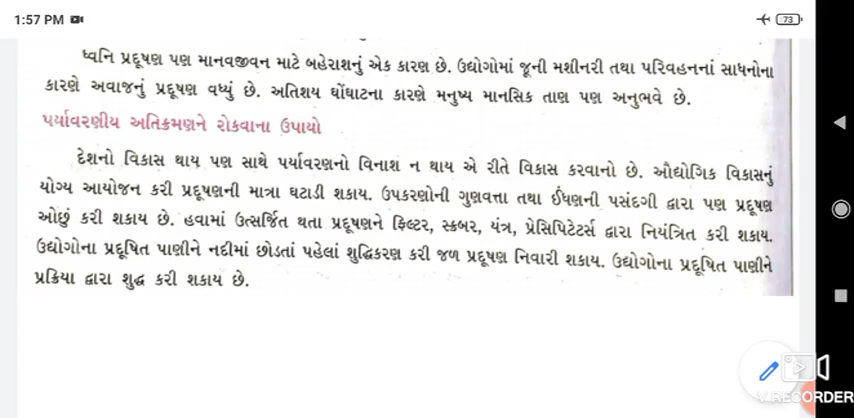 1:57 PM
73
ધ્વનિ પ્રદૂષણ પણ માનવજીવન માટે બહેરાશનું એક કારણ છે. ઉદ્યોગોમાં જૂની મશીનરી તથા પરિવહનનાં સાધનોના
કારણે અવાજનું પ્રદૂષણ વધ્યું છે. અતિશય ઘોંઘાટના કારણે મનુષ્ય માનસિક તાણ પણ અનુભવે છે.
પર્યાવરણીય અતિક્રમણને રોકવાના ઉપાયો
દેશનો વિકાસ થાય પણ સાથે પર્યાવરણનો વિનાશ ન થાય એ રીતે વિકાસ કરવાનો છે. ઔદ્યોગિક વિકાસનું
યોગ્ય આયોજન કરી પ્રદૂષણની માત્રા ઘટાડી શકાય. ઉપકરણોની ગુણવત્તા તથા ઈંધણની પસંદગી દ્વારા પણ પ્રદૂષણ
ઓછું કરી શકાય છે. હવામાં ઉત્સર્જિત થતા પ્રદૂષણને ફિલ્ટર, સ્ક્રબર, યંત્ર, પ્રેસિપિટેટર્સ દ્વારા નિયંત્રિત કરી શકાય.
ઉદ્યોગોના પ્રદૂષિત પાણીને નદીમાં છોડતાં પહેલાં શુદ્ધિકરણ કરી જળ પ્રદૂષણ નિવારી શકાય. ઉદ્યોગોના પ્રદૂષિત પાણીને
પ્રક્રિયા દ્વારા શુદ્ધ કરી શકાય છે.
V.RECORDER